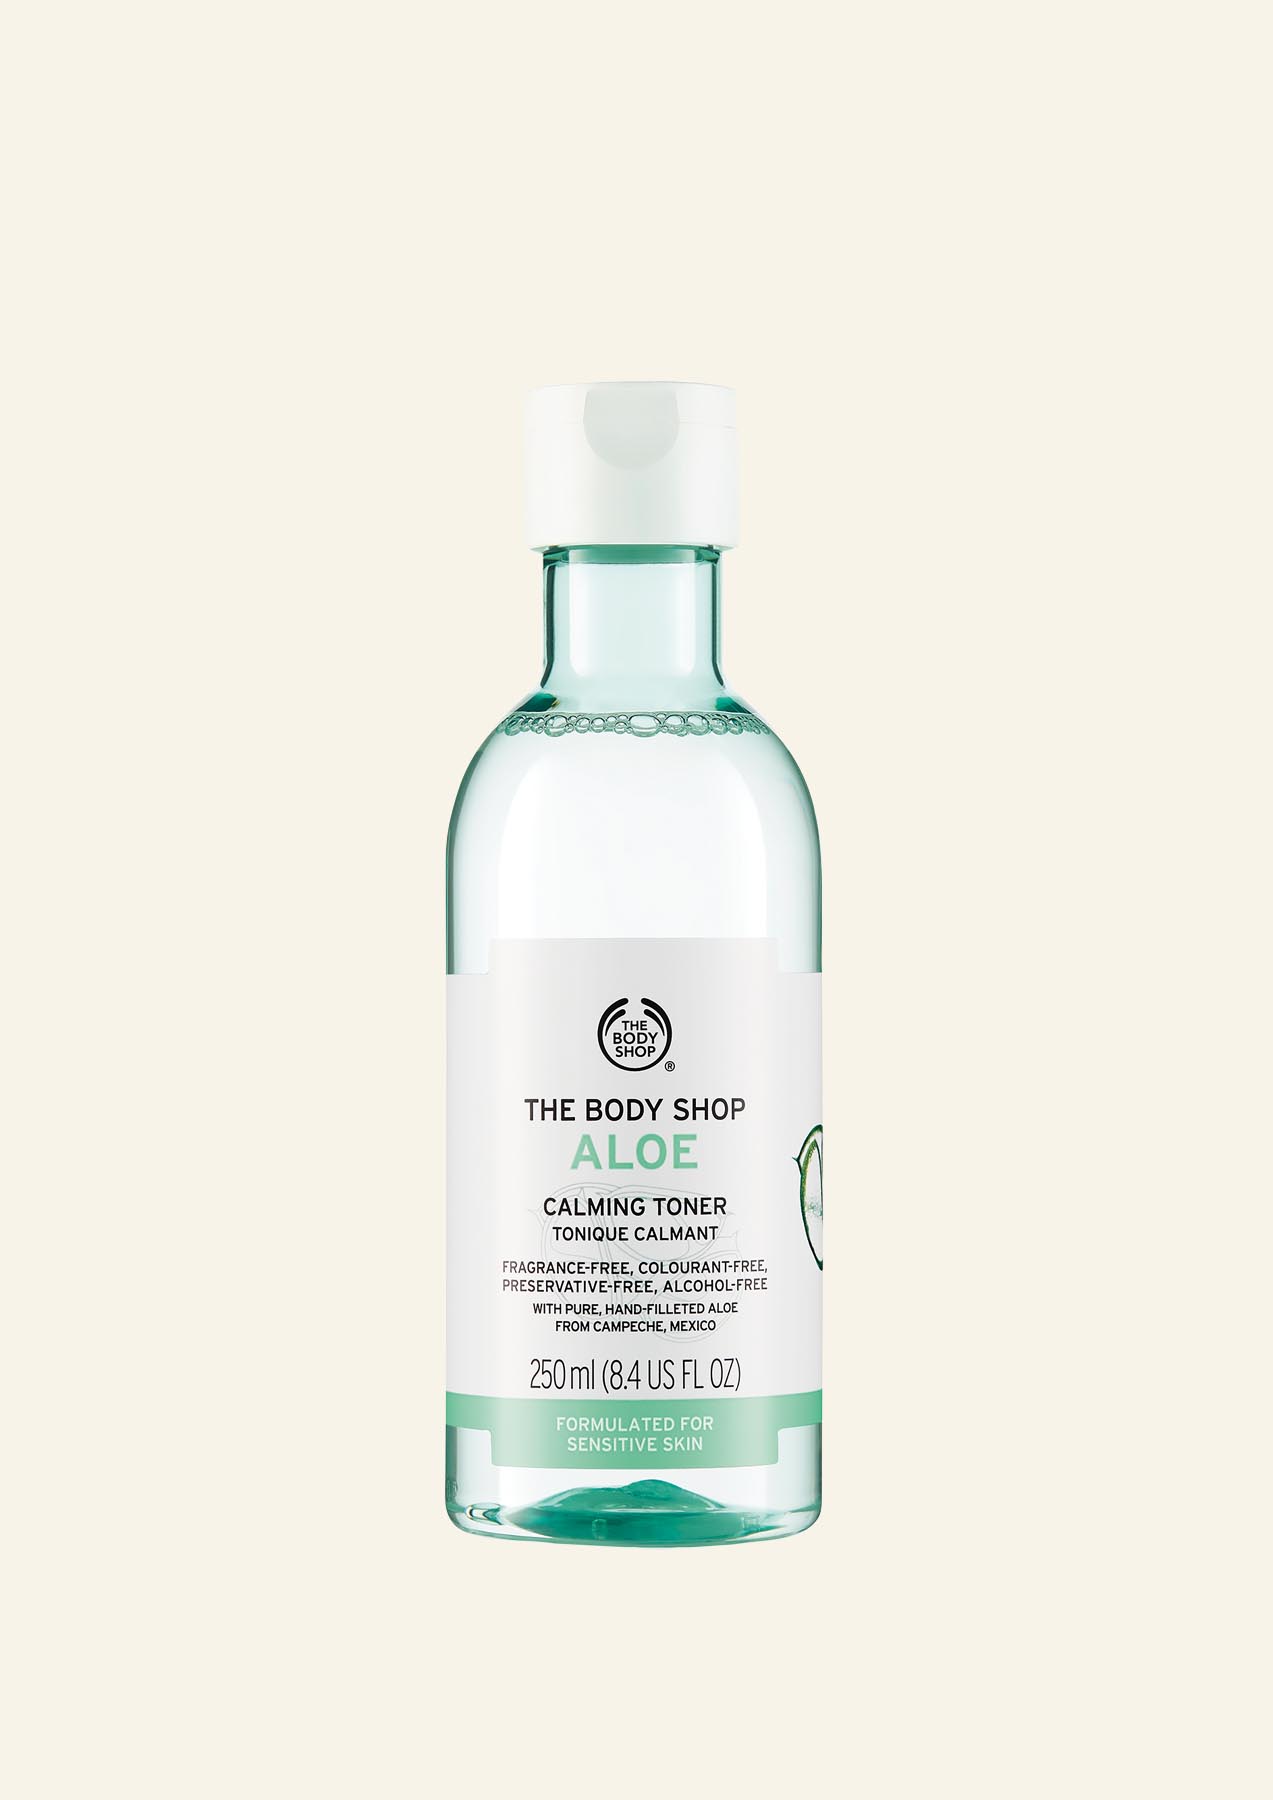 THE
BODY
SHOP
®
THE BODY SHOP
ALOE
CALMING TONER
TONIQUE CALMANT
FRAGRANCE-FREE, COLOURANT-FREE,
PRESERVATIVE-FREE, ALCOHOL-FREE
WITH PURE, HAND-FILLETED ALOE
FROM CAMPECHE, MEXICO
250 ml (8.4 US FL OZ)
FORMULATED FOR
SENSITIVE SKIN